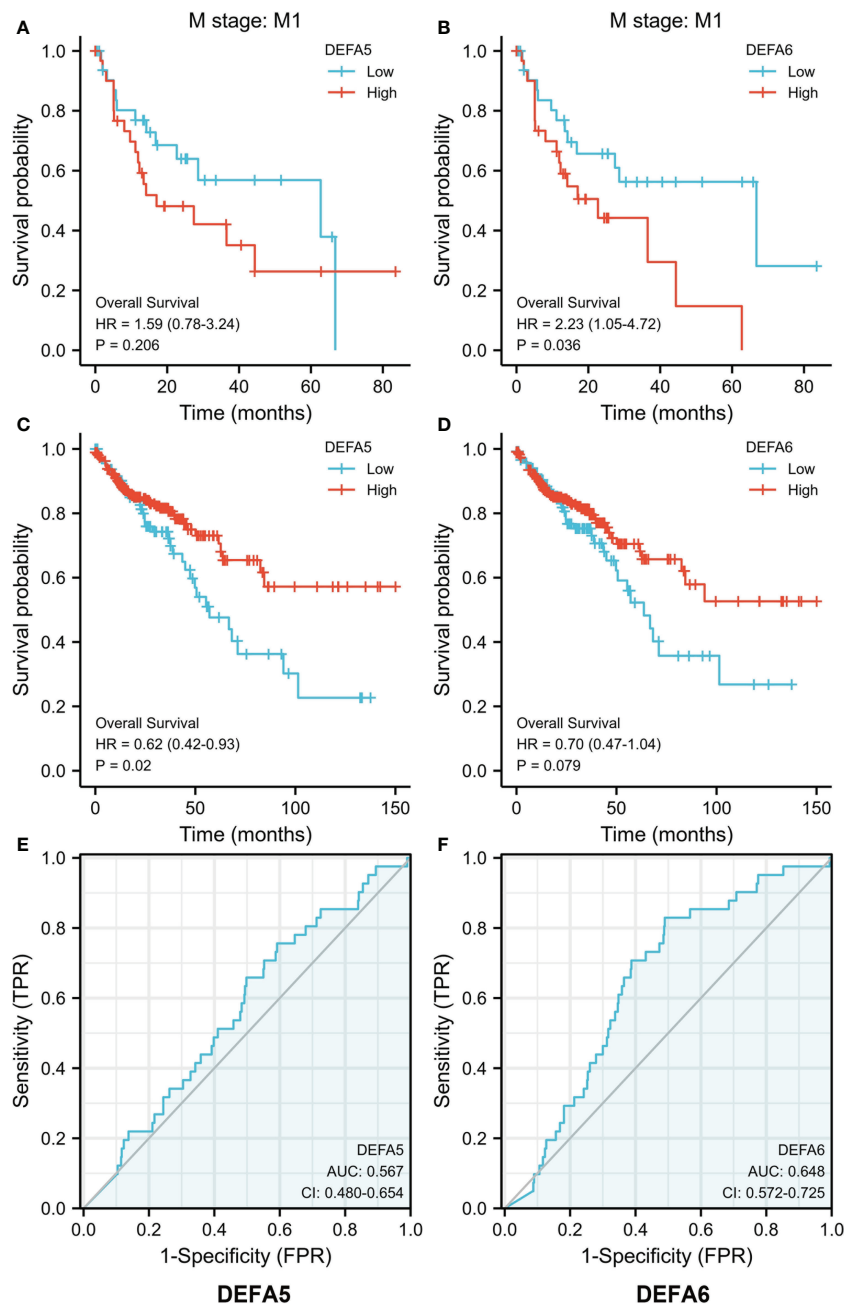 A
M stage: M1
DEFA5
Low
High
1.0
0.8
0.6
0.4
0.2
0.0
Survival probability
Overall Survival
HR = 1.59 (0.78-3.24)
P = 0.206
0 20 40 60 80
Time (months)
B
M stage: M1
DEFA6
Low
High
1.0
0.8
0.6
0.4
0.2
0.0
Survival probability
Overall Survival
HR = 2.23 (1.05-4.72)
P = 0.036
0 20 40 60 80
Time (months)
C
DEFA5
Low
High
1.0
0.8
0.6
0.4
0.2
0.0
Survival probability
Overall Survival
HR = 0.62 (0.42-0.93)
P = 0.02
0 50 100 150
Time (months)
D
DEFA6
Low
High
1.0
0.8
0.6
0.4
0.2
0.0
Survival probability
Overall Survival
HR = 0.70 (0.47-1.04)
P = 0.079
0 50 100 150
Time (months)
E
1.0
0.8
0.6
0.4
0.2
0.0
Sensitivity (TPR)
DEFA5
AUC: 0.567
CI: 0.480-0.654
0.0 0.2 0.4 0.6 0.8 1.0
1-Specificity (FPR)
DEFA5
F
1.0
0.8
0.6
0.4
0.2
0.0
Sensitivity (TPR)
DEFA6
AUC: 0.648
CI: 0.572-0.725
0.0 0.2 0.4 0.6 0.8 1.0
1-Specificity (FPR)
DEFA6